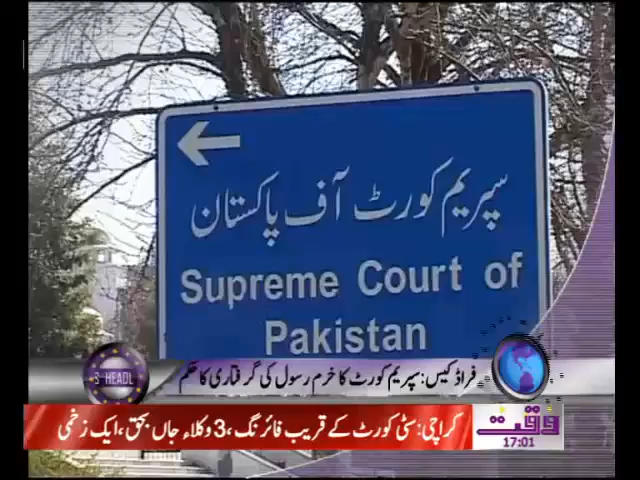 سپریم کورٹ آف پاکستان
Supreme Court of
Pakistan
S HEADL
فراڈ کیس: سپریم کورٹ کا خرم رسول کی گرفتاری کا حکم
کراچی: سٹی کورٹ کے قریب فائرنگ، 3 وکلاء جاں بحق، ایک زخمی
وقت
17:01